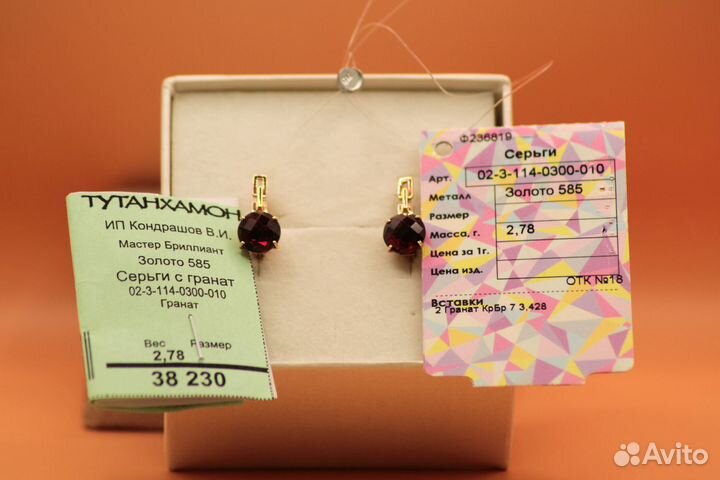 ТУТАНХАМОН
ИП Кондрашов В.И.
Мастер Бриллиант
Золото 585
Серьги с гранат
02-3-114-0300-010
Гранат
Вес Размер
2,78
38 230
Ф236819
Серьги
Арт. 02-3-114-0300-010
Металл Золото 585
Размер
Масса, г. 2,78
Цена за 1г.
Цена изд.
ОТК №18
Вставки
2 Гранат КрБр 7 3,428
Avito